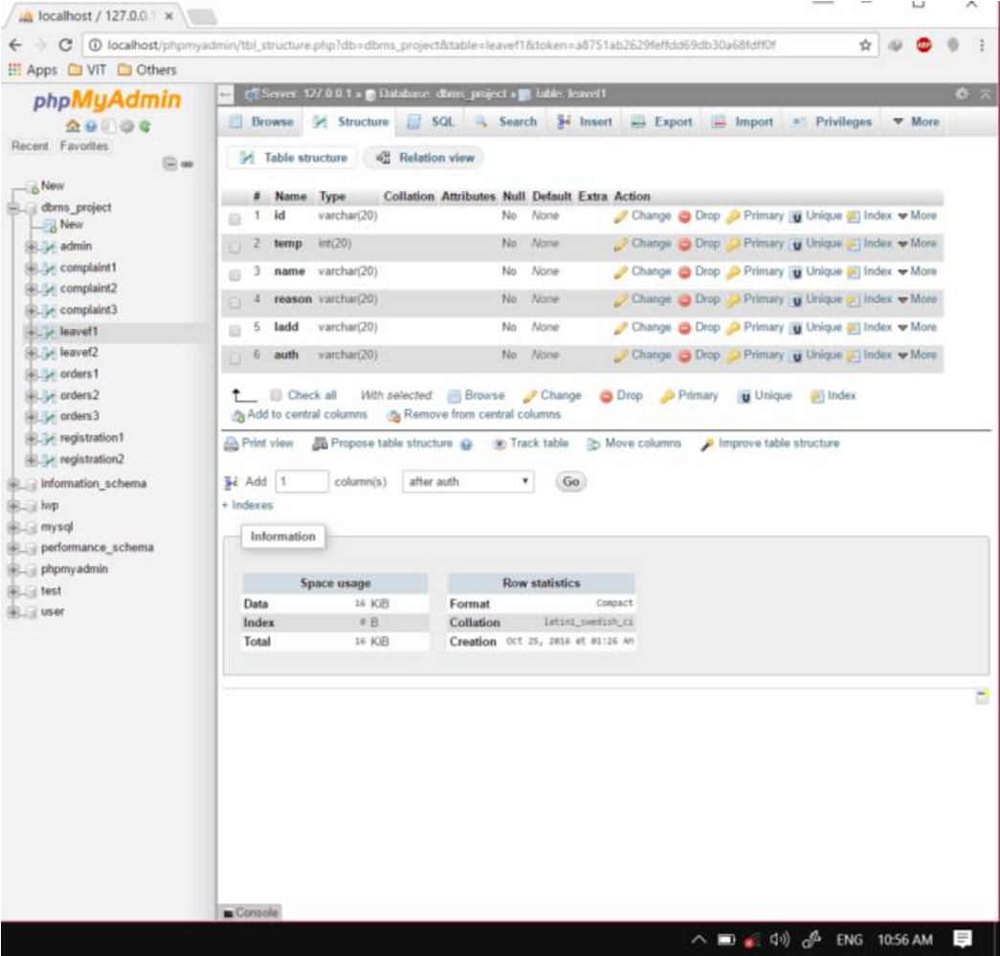 localhost / 127.0.0.1
localhost/phpmyadmin/tbl_structure.php?db=dbms_project&table=leavef1&token=a8751ab2629feffdd69db30a68fdff0f
Apps VIT Others
phpMyAdmin
Recent Favorites
New
dbms_project
New
admin
complaint1
complaint2
complaint3
leavef1
leavef2
orders1
orders2
orders3
registration1
registration2
information_schema
lwp
mysql
performance_schema
phpmyadmin
test
user
Server: 127.0.0.1 » Database: dbms_project » Table: leavef1
Browse Structure SQL Search Insert Export Import Privileges More
Table structure Relation view
# Name Type Collation Attributes Null Default Extra Action
1 id varchar(20) No None Change Drop Primary Unique Index More
2 temp int(20) No None Change Drop Primary Unique Index More
3 name varchar(20) No None Change Drop Primary Unique Index More
4 reason varchar(20) No None Change Drop Primary Unique Index More
5 ladd varchar(20) No None Change Drop Primary Unique Index More
6 auth varchar(20) No None Change Drop Primary Unique Index More
Check all With selected: Browse Change Drop Primary Unique Index
Add to central columns Remove from central columns
Print view Propose table structure Track table Move columns Improve table structure
Add 1 column(s) after auth Go
+ Indexes
Information
Space usage
Data 16 KiB
Index 0 B
Total 16 KiB
Row statistics
Format Compact
Collation latin1_swedish_ci
Creation Oct 25, 2016 at 01:26 AM
Console
ENG 10:56 AM